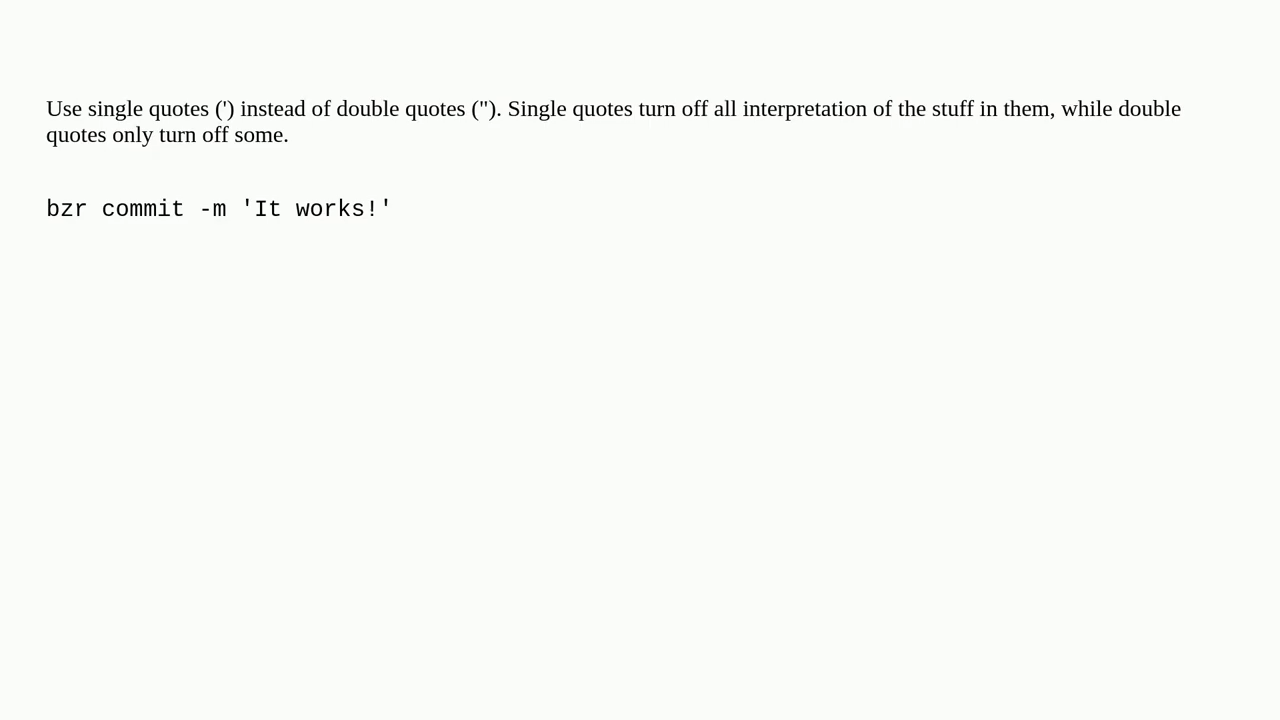 Use single quotes (') instead of double quotes ("). Single quotes turn off all interpretation of the stuff in them, while double
quotes only turn off some.
bzr commit -m 'It works!'